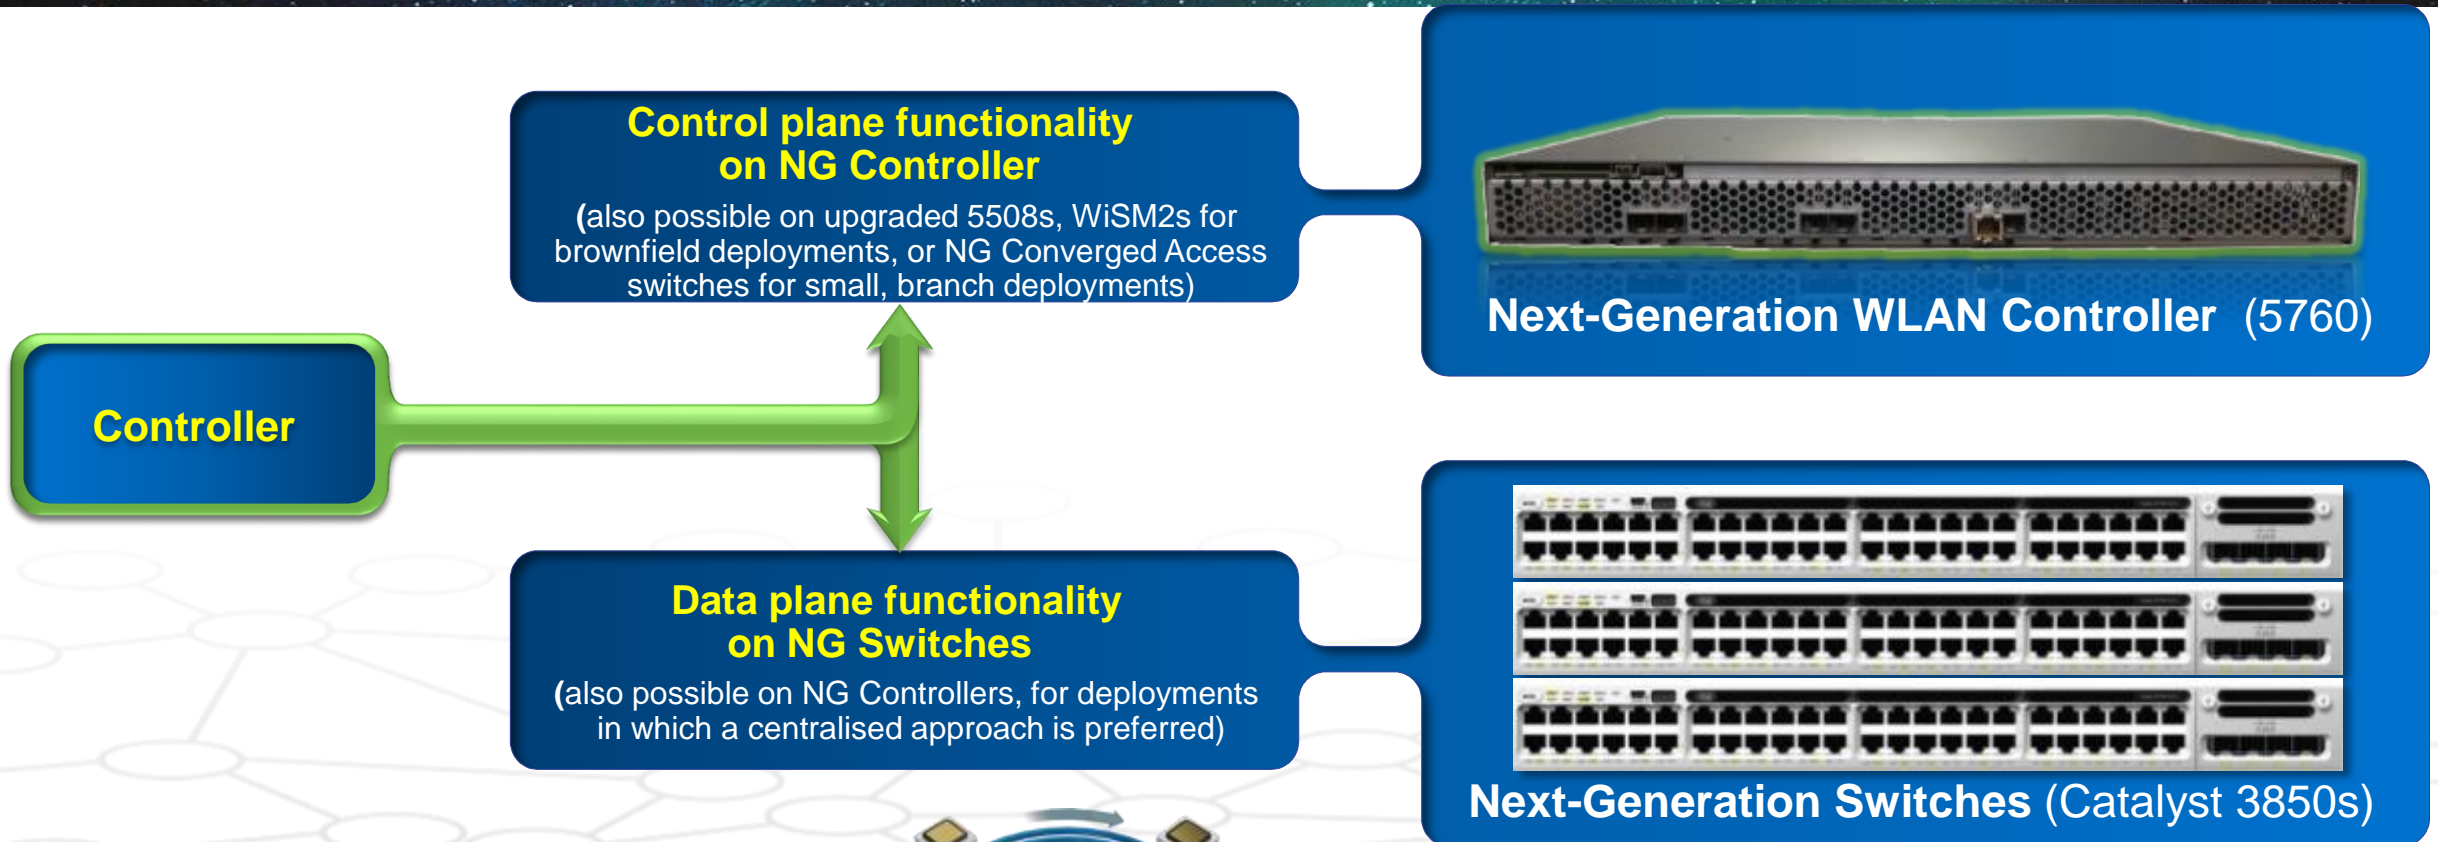 Control plane functionality
on NG Controller
(also possible on upgraded 5508s, WiSM2s for
brownfield deployments, or NG Converged Access
switches for small, branch deployments)
Next-Generation WLAN Controller (5760)
Controller
Data plane functionality
on NG Switches
(also possible on NG Controllers, for deployments
in which a centralised approach is preferred)
Next-Generation Switches (Catalyst 3850s)